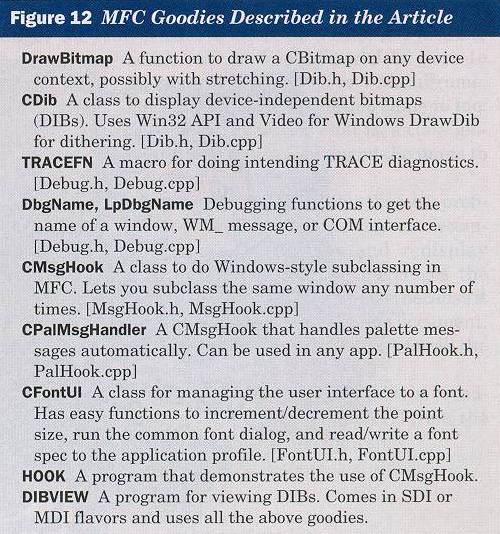 Figure 12 MFC Goodies Described in the Article
DrawBitmap A function to draw a CBitmap on any device
context, possibly with stretching. [Dib.h, Dib.cpp]
CDib A class to display device-independent bitmaps
(DIBs). Uses Win32 API and Video for Windows DrawDib
for dithering. [Dib.h, Dib.cpp]
TRACEFN A macro for doing intending TRACE diagnostics.
[Debug.h, Debug.cpp]
DbgName, LpDbgName Debugging functions to get the
name of a window, WM_ message, or COM interface.
[Debug.h, Debug.cpp]
CMsgHook A class to do Windows-style subclassing in
MFC. Lets you subclass the same window any number of
times. [MsgHook.h, MsgHook.cpp]
CPalMsgHandler A CMsgHook that handles palette mes-
sages automatically. Can be used in any app. [PalHook.h,
PalHook.cpp]
CFontUI A class for managing the user interface to a font.
Has easy functions to increment/decrement the point
size, run the common font dialog, and read/write a font
spec to the application profile. [FontUI.h, FontUI.cpp]
HOOK A program that demonstrates the use of CMsgHook.
DIBVIEW A program for viewing DIBs. Comes in SDI or
MDI flavors and uses all the above goodies.